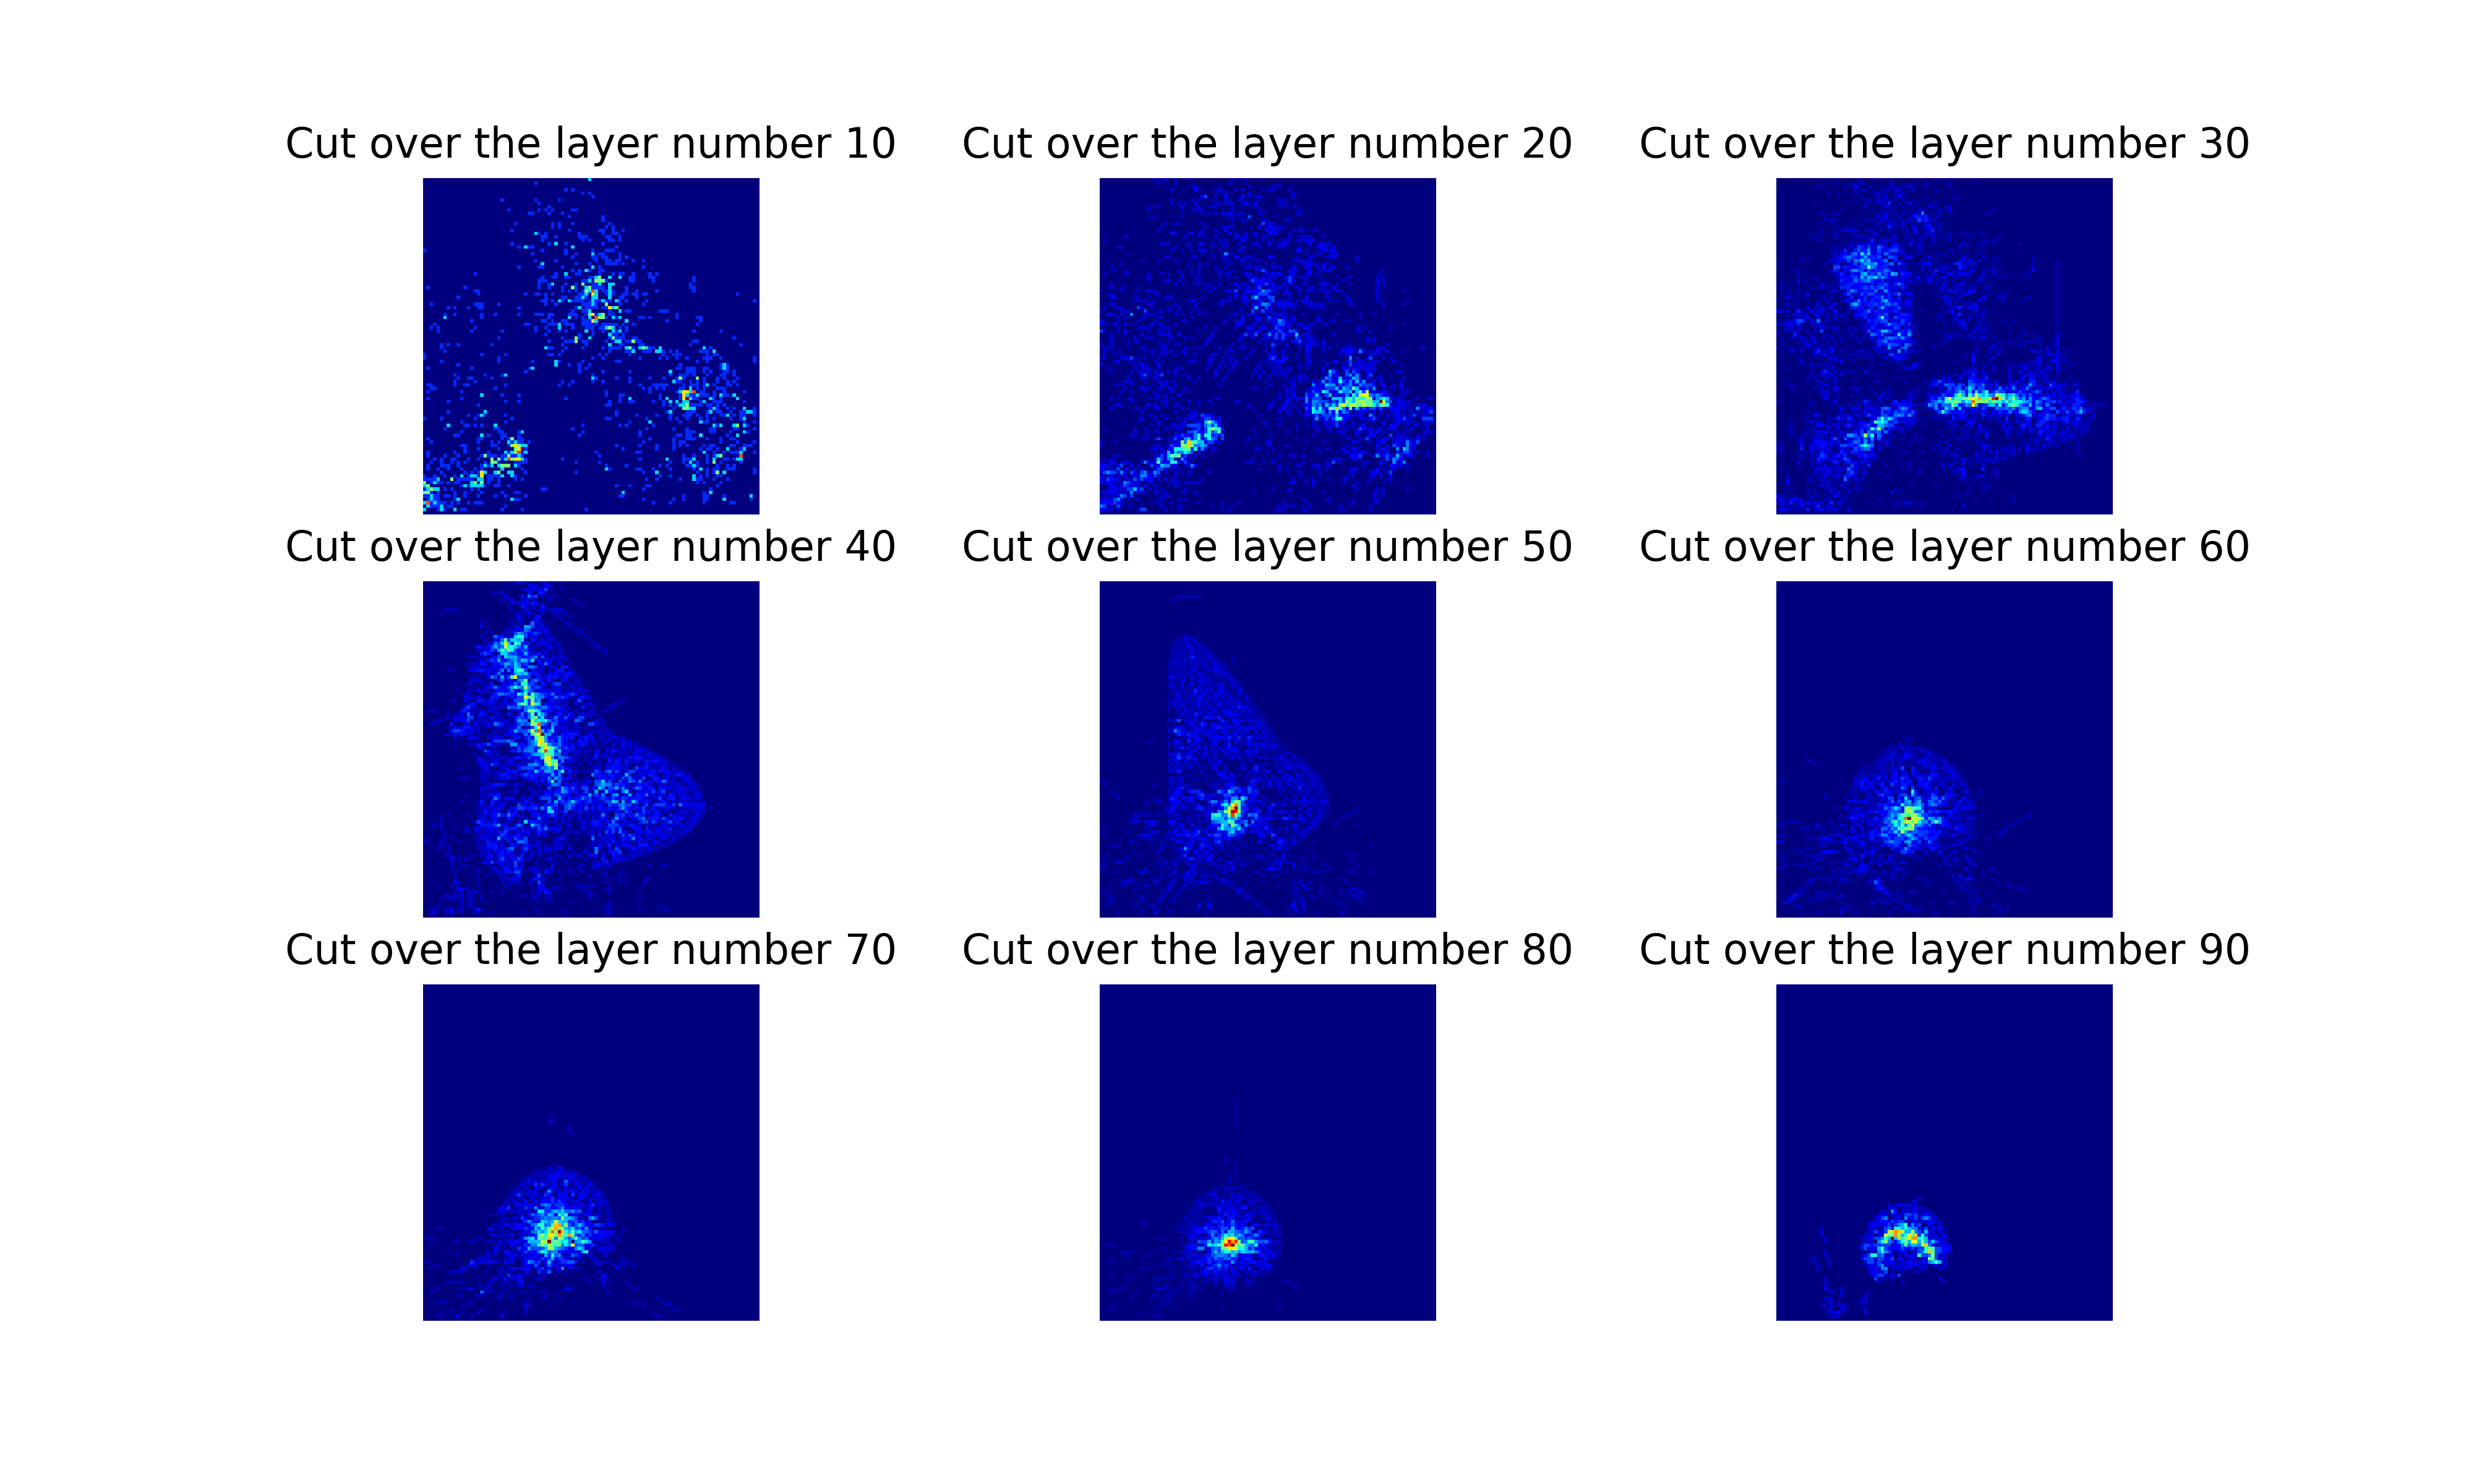 Cut over the layer number 10
Cut over the layer number 20
Cut over the layer number 30
Cut over the layer number 40
Cut over the layer number 50
Cut over the layer number 60
Cut over the layer number 70
Cut over the layer number 80
Cut over the layer number 90